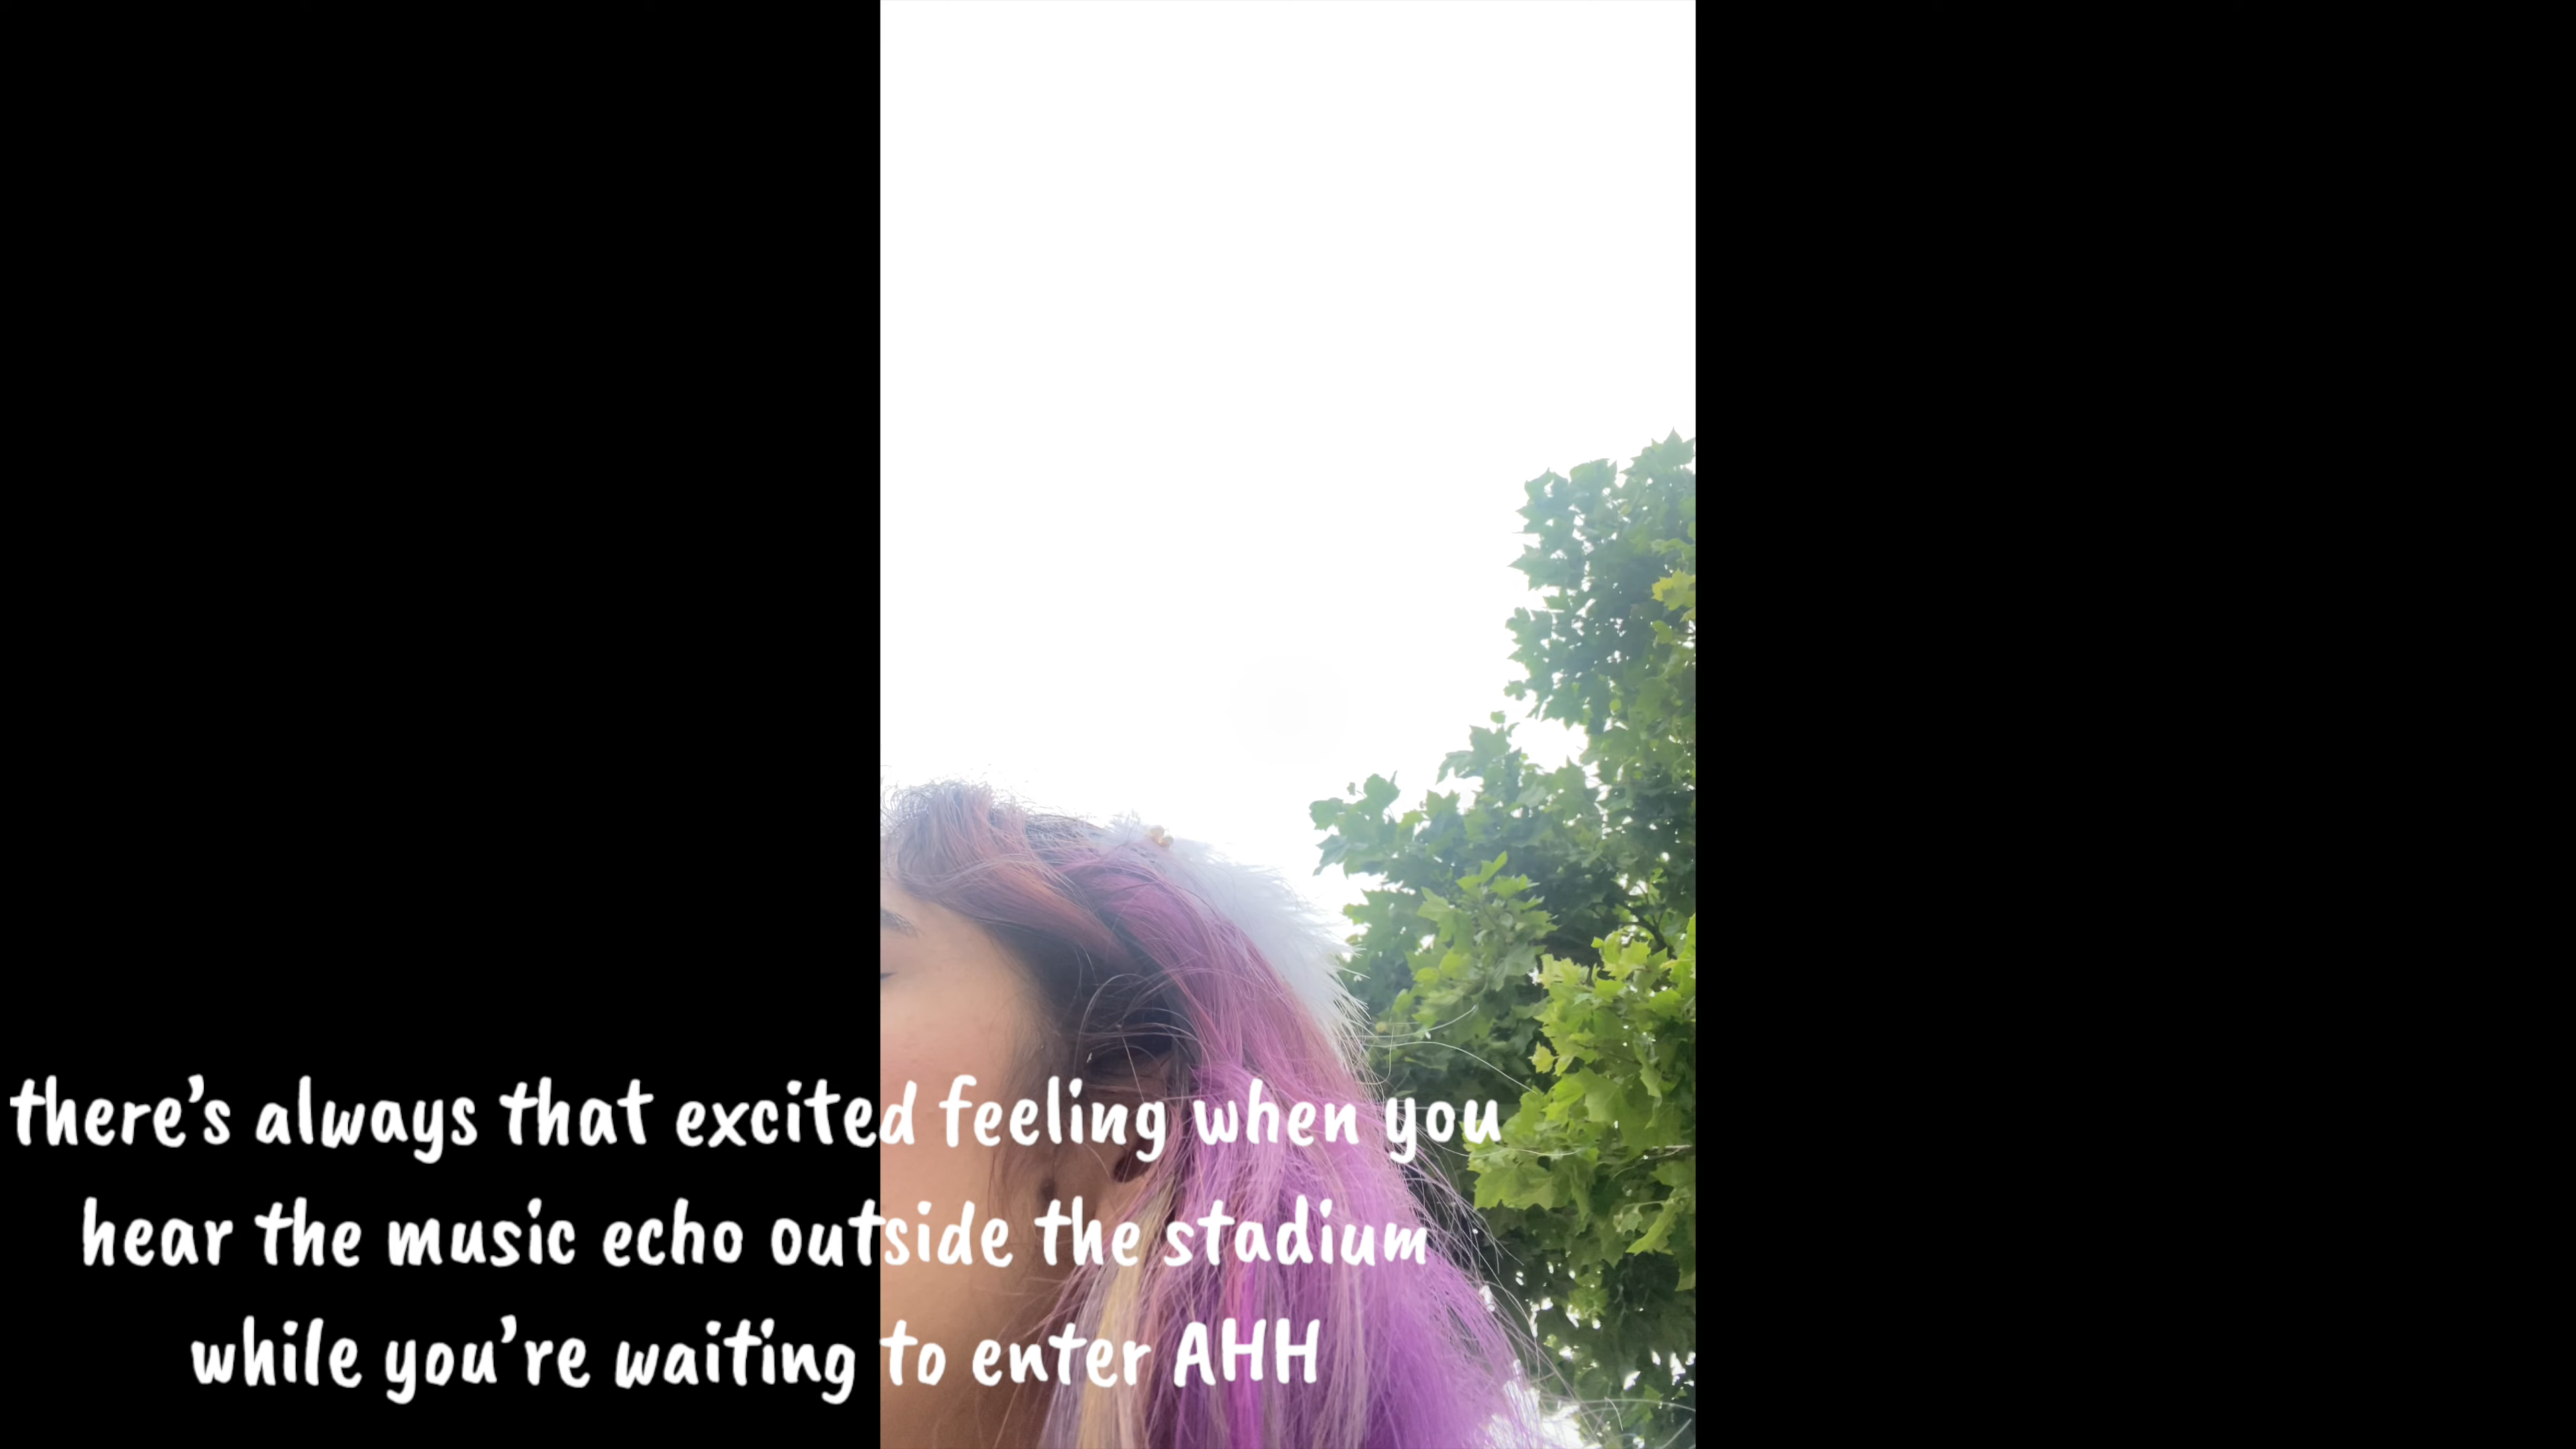 there's always that excited feeling when you
hear the music echo outside the stadium
while you're waiting to enter AHH